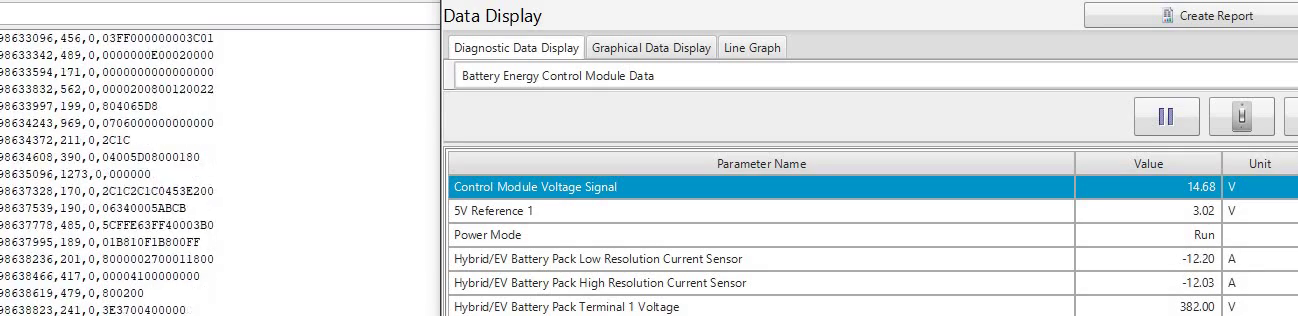 98633096,456,0,03FF000000003C01
98633342,489,0,0000000E00020000
98633594,171,0,0000000000000000
98633832,562,0,0000200800120022
98633997,199,0,804065D8
98634243,969,0,0706000000000000
98634372,211,0,2C1C
98634608,390,0,04005D08000180
98635096,1273,0,000000
98637328,170,0,2C1C2C1C0453E200
98637539,190,0,06340005ABCB
98637778,485,0,5CFFE63FF40003B0
98637995,189,0,01B810F1B800FF
98638236,201,0,8000002700011800
98638466,417,0,00004100000000
98638619,479,0,800200
98638823,241,0,3E3700400000
Data Display
Create Report
Diagnostic Data Display Graphical Data Display Line Graph
Battery Energy Control Module Data
Parameter Name Value Unit
Control Module Voltage Signal 14.68 V
5V Reference 1 3.02 V
Power Mode Run
Hybrid/EV Battery Pack Low Resolution Current Sensor -12.20 A
Hybrid/EV Battery Pack High Resolution Current Sensor -12.03 A
Hybrid/EV Battery Pack Terminal 1 Voltage 382.00 V